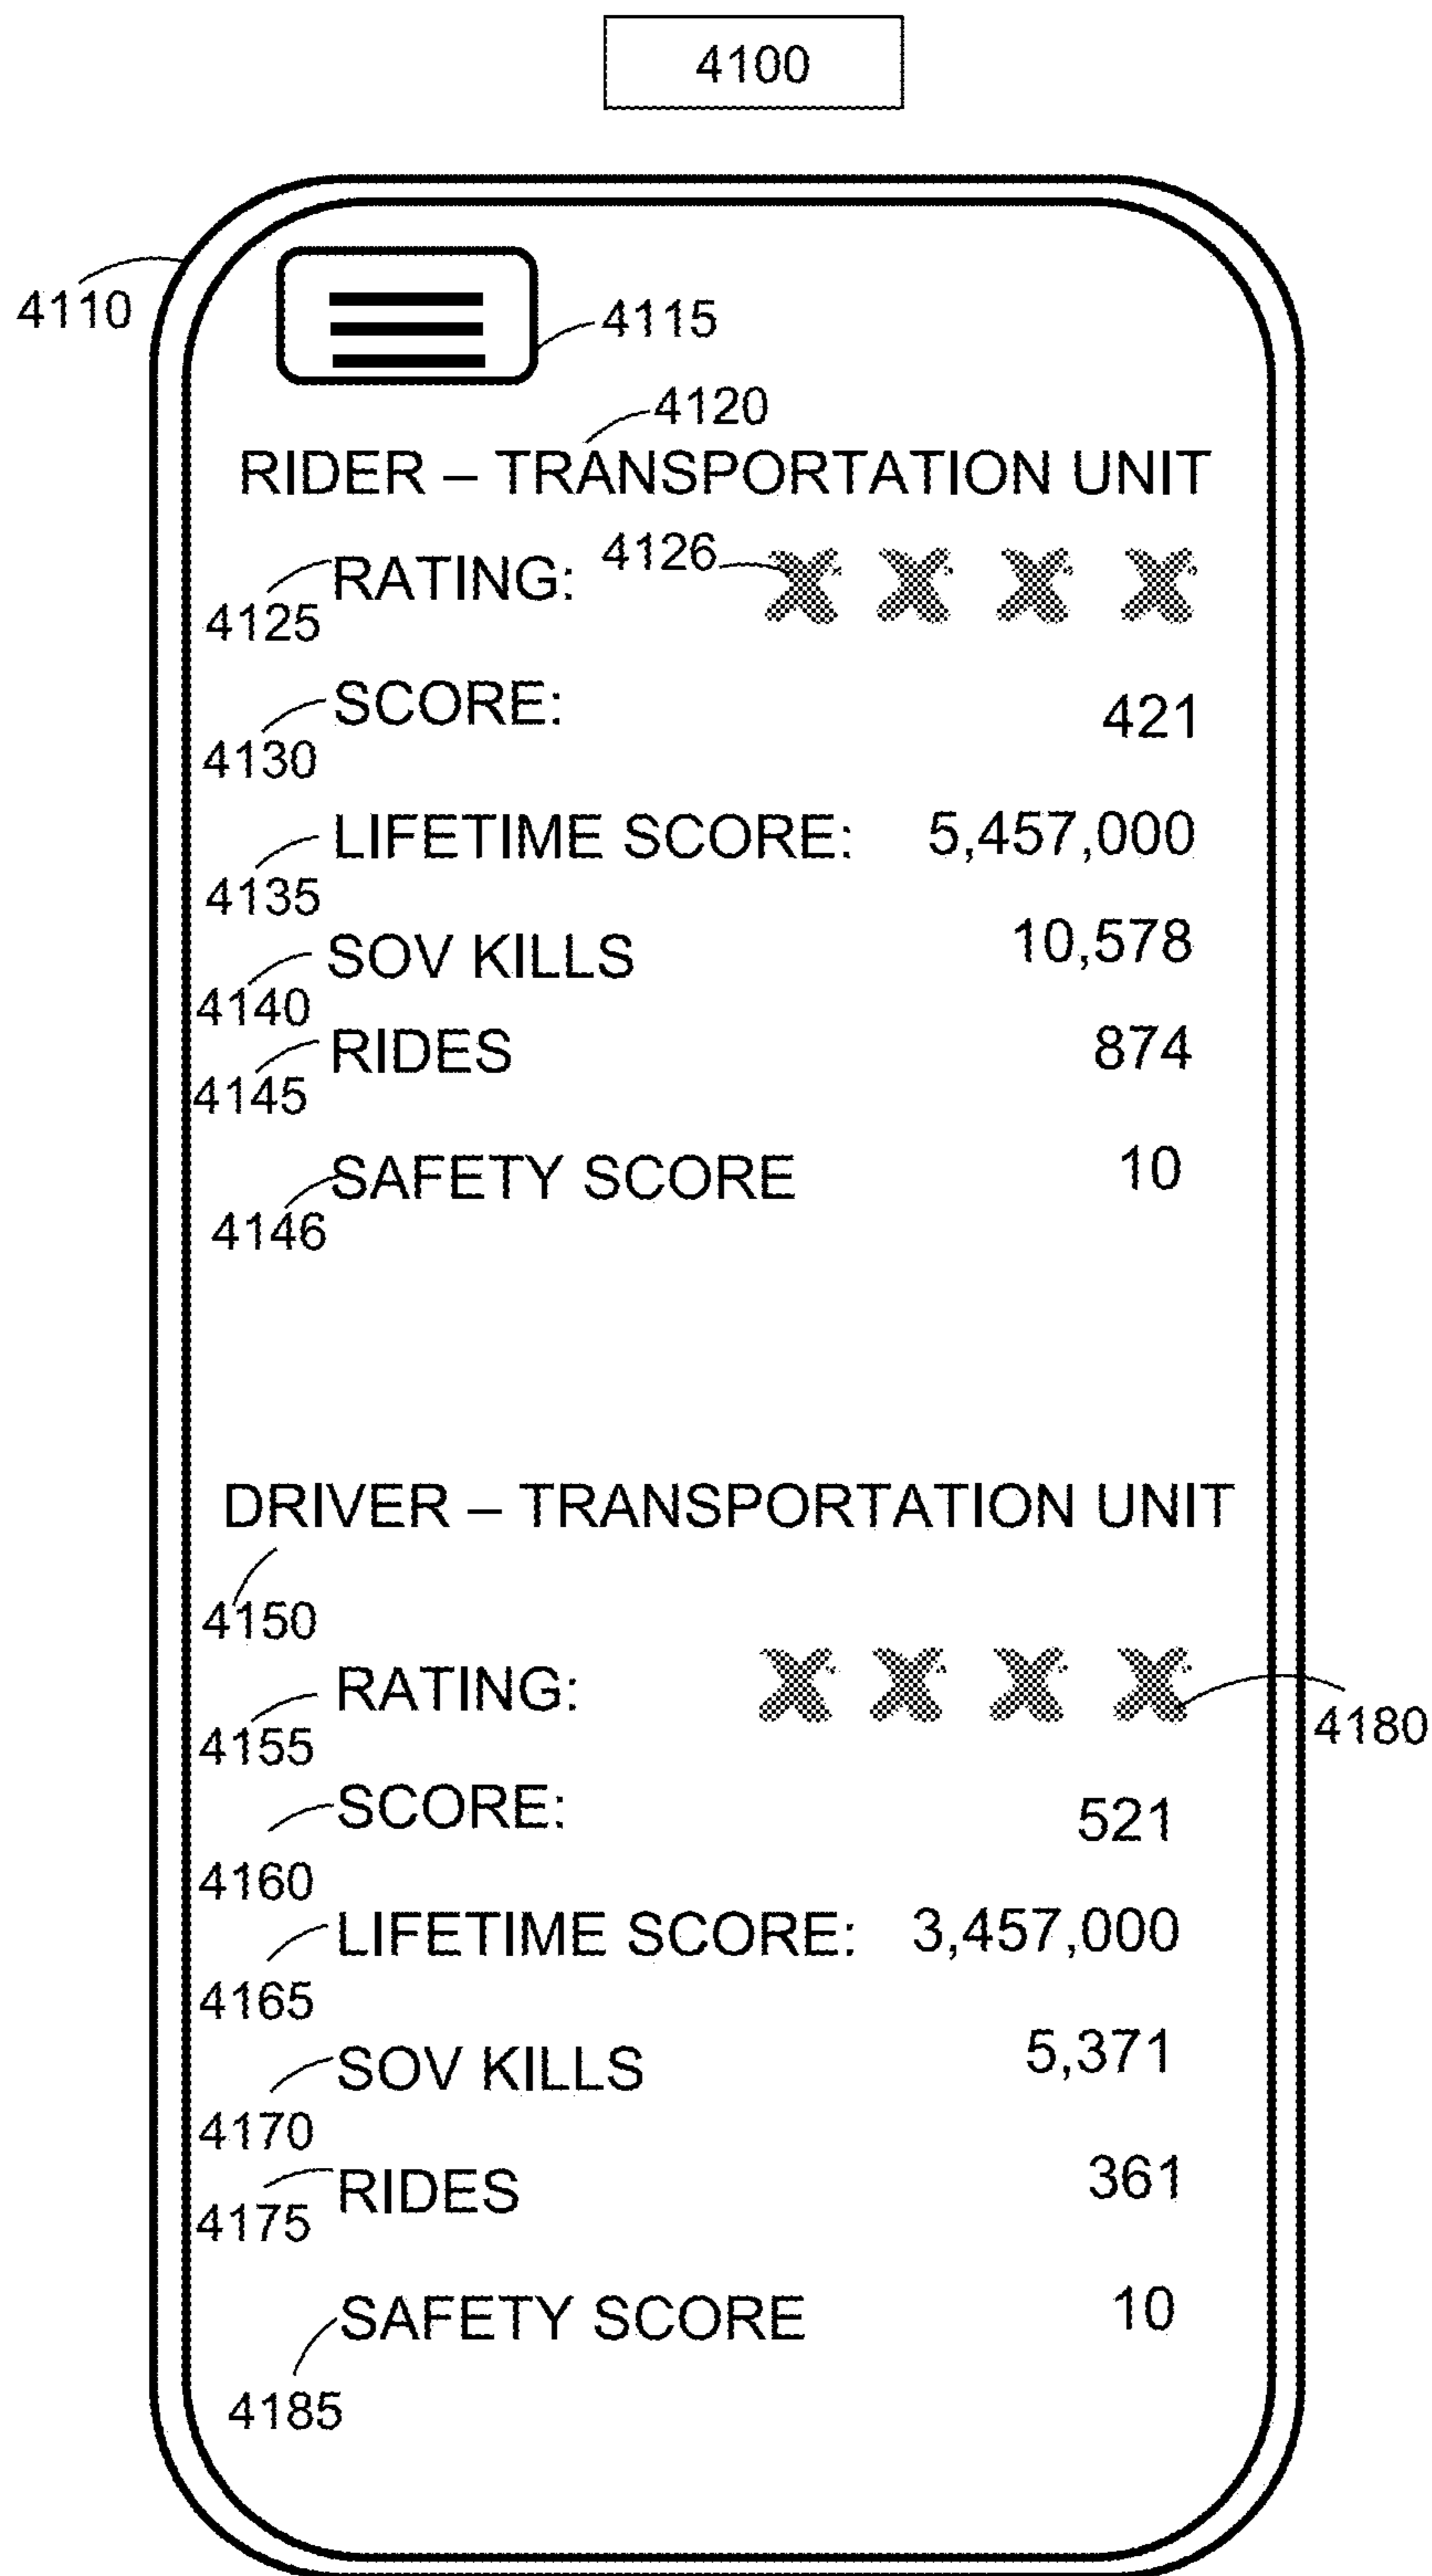 4100
4110
4115
4120
RIDER – TRANSPORTATION UNIT
RATING: 4126
4125
SCORE: 421
4130
LIFETIME SCORE: 5,457,000
4135
SOV KILLS 10,578
4140
RIDES 874
4145
SAFETY SCORE 10
4146
DRIVER – TRANSPORTATION UNIT
4150
RATING:
4155 4180
SCORE: 521
4160
LIFETIME SCORE: 3,457,000
4165
SOV KILLS 5,371
4170
RIDES 361
4175
SAFETY SCORE 10
4185